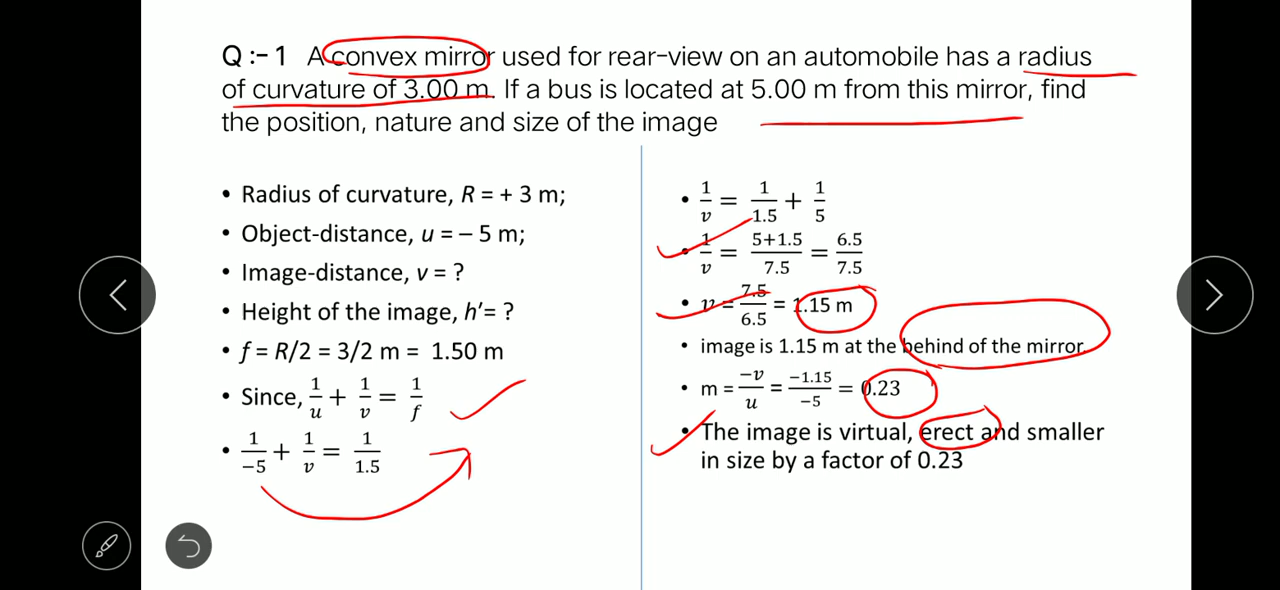 Q :- 1 A convex mirror used for rear-view on an automobile has a radius
of curvature of 3.00 m. If a bus is located at 5.00 m from this mirror, find
the position, nature and size of the image
• Radius of curvature, R = + 3 m;
• Object-distance, u = – 5 m;
• Image-distance, v = ?
• Height of the image, h′= ?
• f = R/2 = 3/2 m = 1.50 m
• Since, 1/u + 1/v = 1/f
• 1/−5 + 1/v = 1/1.5
• 1/v = 1/1.5 + 1/5
• 1/v = 5+1.5/7.5 = 6.5/7.5
• v = 7.5/6.5 = 1.15 m
• image is 1.15 m at the behind of the mirror.
• m = −v/u = −1.15/−5 = 0.23
• The image is virtual, erect and smaller
in size by a factor of 0.23